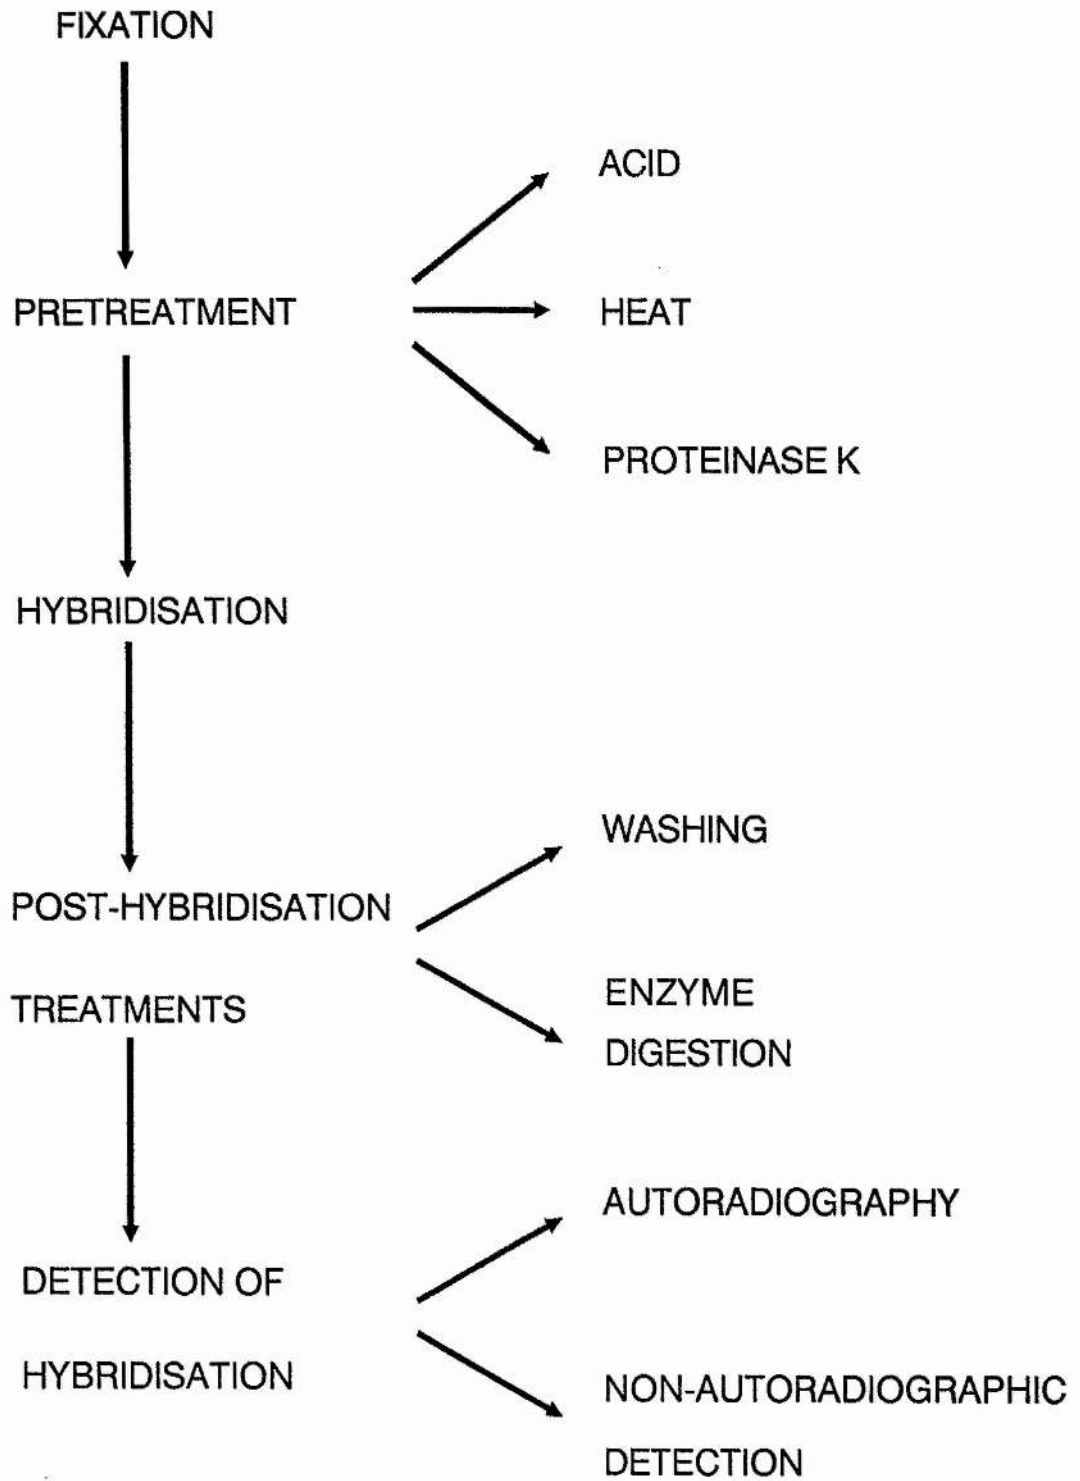 FIXATION
ACID
PRETREATMENT
HEAT
PROTEINASE K
HYBRIDISATION
WASHING
POST-HYBRIDISATION
TREATMENTS
ENZYME
DIGESTION
AUTORADIOGRAPHY
DETECTION OF
HYBRIDISATION
NON-AUTORADIOGRAPHIC
DETECTION